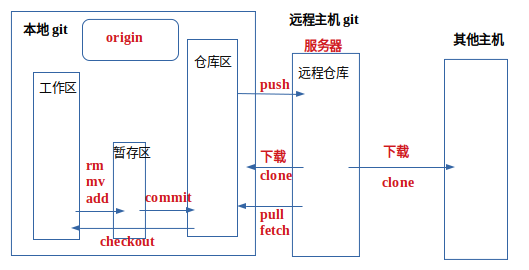 本地 git
origin
远程主机 git
服务器
其他主机
仓库区
远程仓库
工作区
push
暂存区
下载
clone
下载
clone
rm
mv
add
commit
pull
fetch
checkout